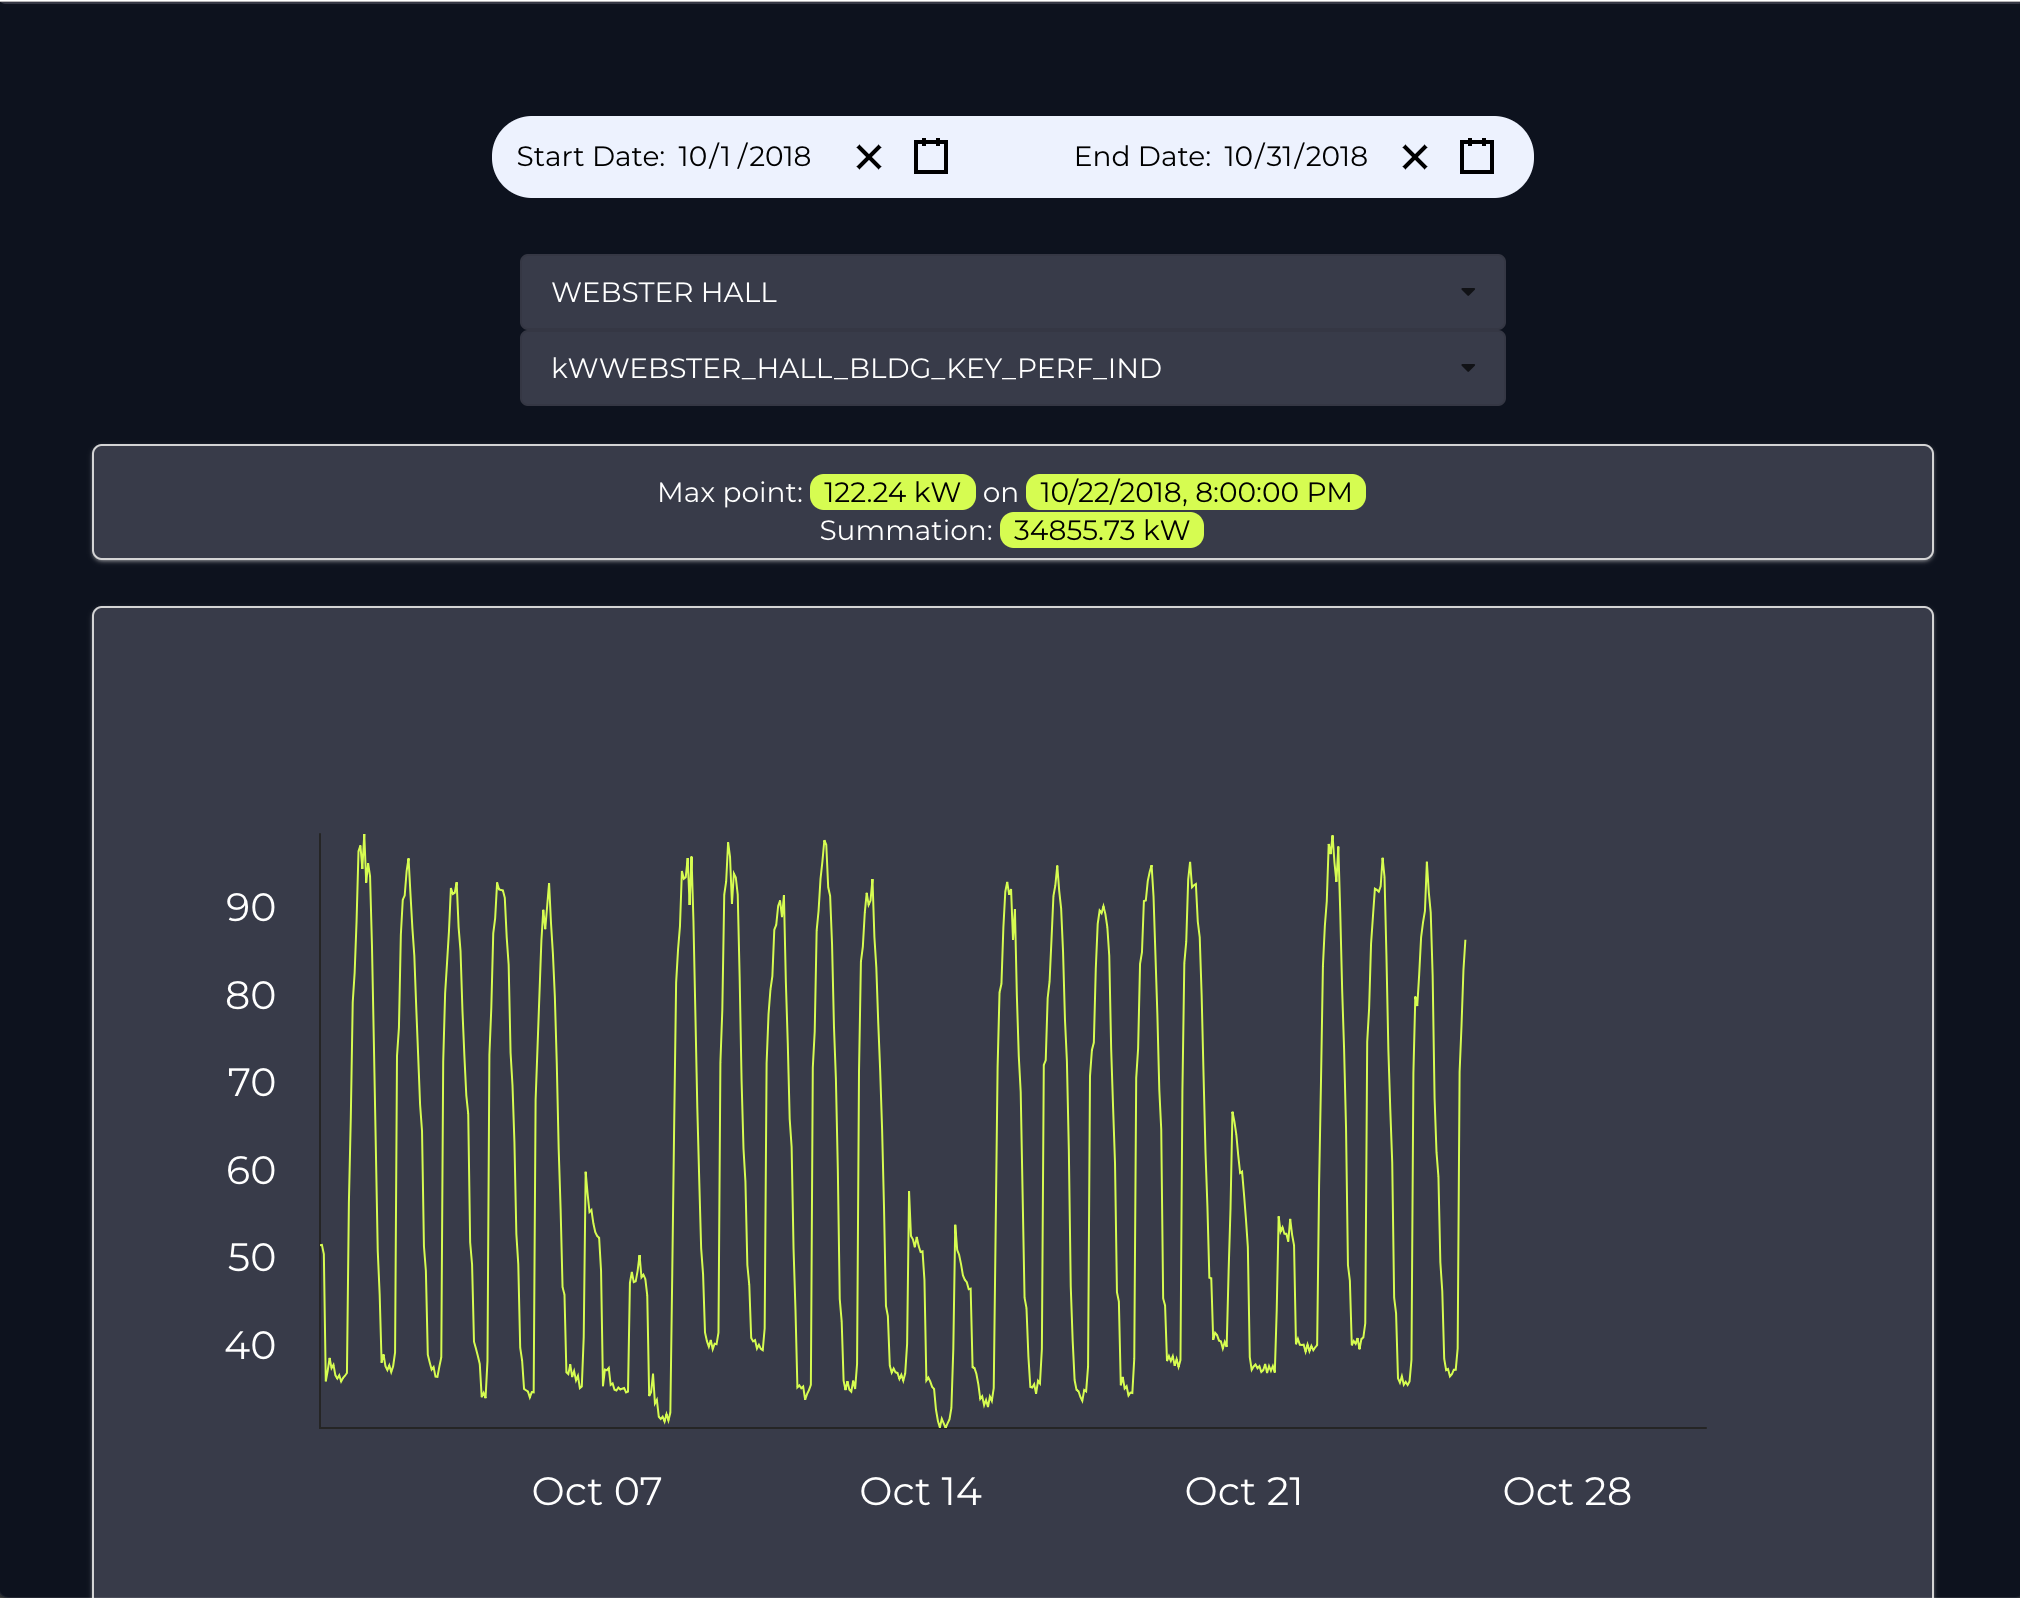 Start Date: 10/1/2018 End Date: 10/31/2018
WEBSTER HALL
kWWEBSTER_HALL_BLDG_KEY_PERF_IND
Max point: 122.24 kW on 10/22/2018, 8:00:00 PM
Summation: 34855.73 kW
90
80
70
60
50
40
Oct 07 Oct 14 Oct 21 Oct 28